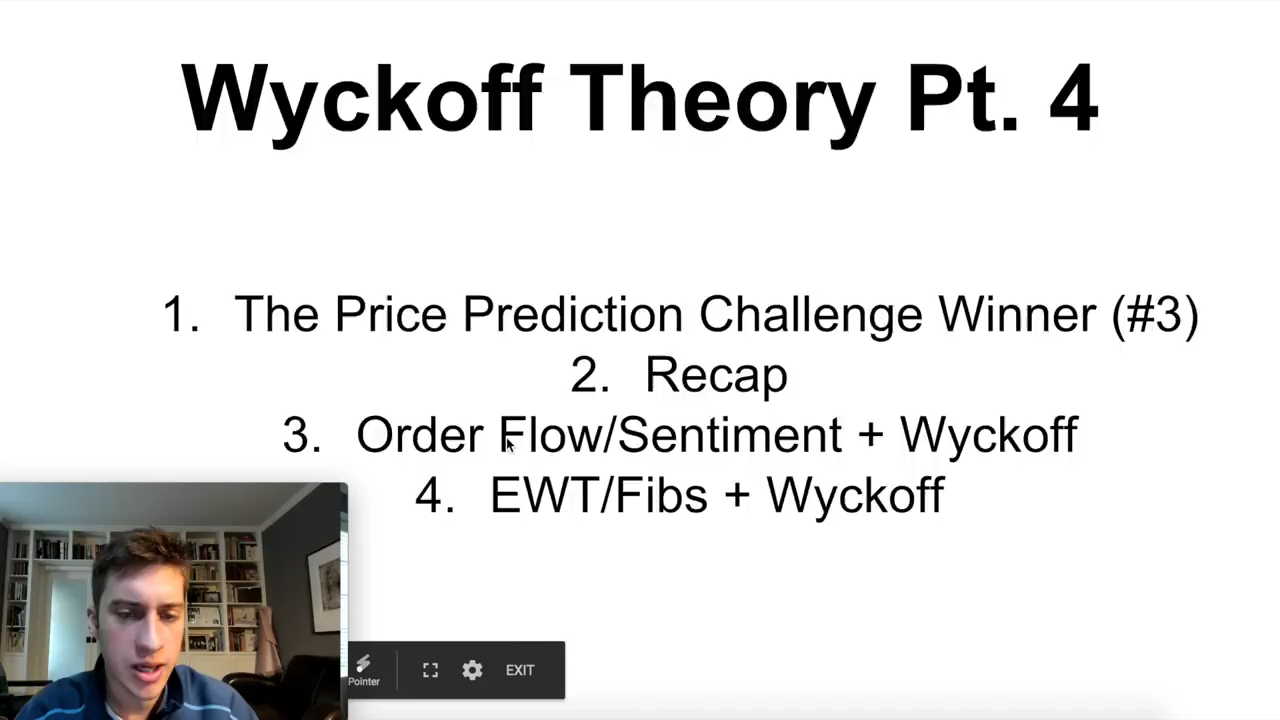 Wyckoff Theory Pt. 4
1. The Price Prediction Challenge Winner (#3)
2. Recap
3. Order Flow/Sentiment + Wyckoff
4. EWT/Fibs + Wyckoff
Pointer
EXIT